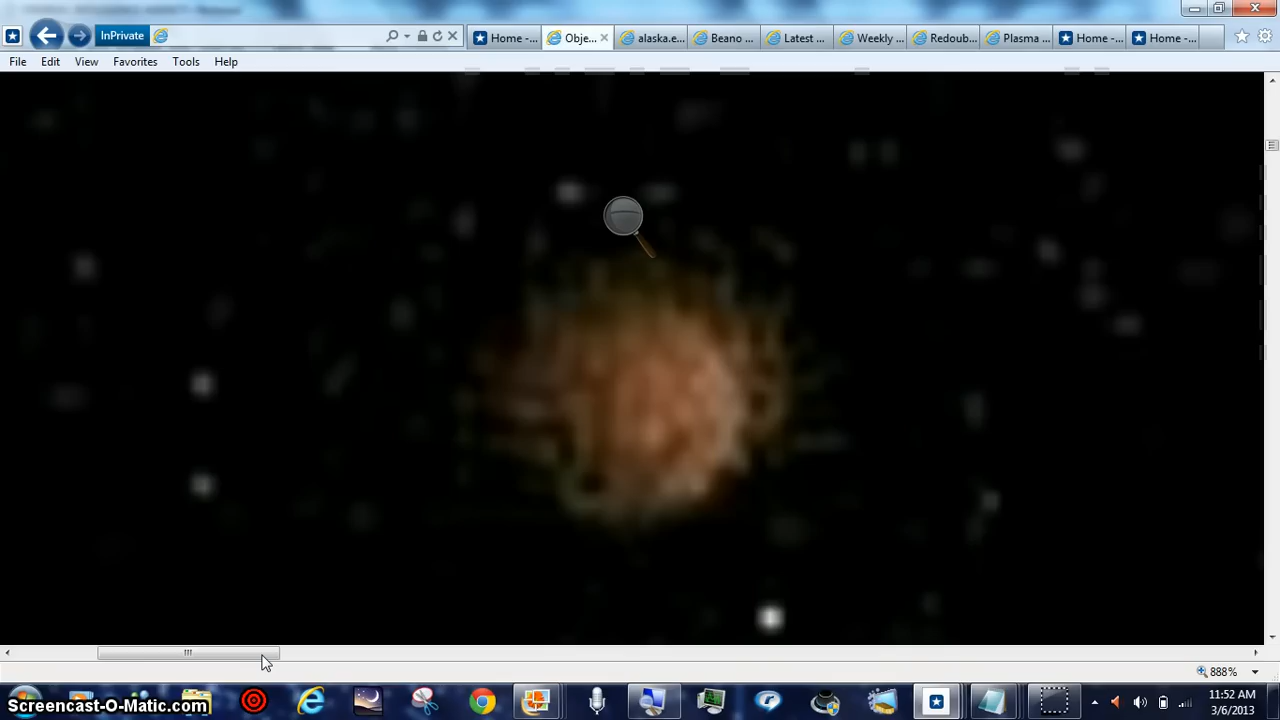 InPrivate
Home -...
Obje...
alaska.e...
Beano ...
Latest ...
Weekly ...
Redoub...
Plasma ...
Home -...
Home -...
File Edit View Favorites Tools Help
888%
Screencast-O-Matic.com
11:52 AM
3/6/2013